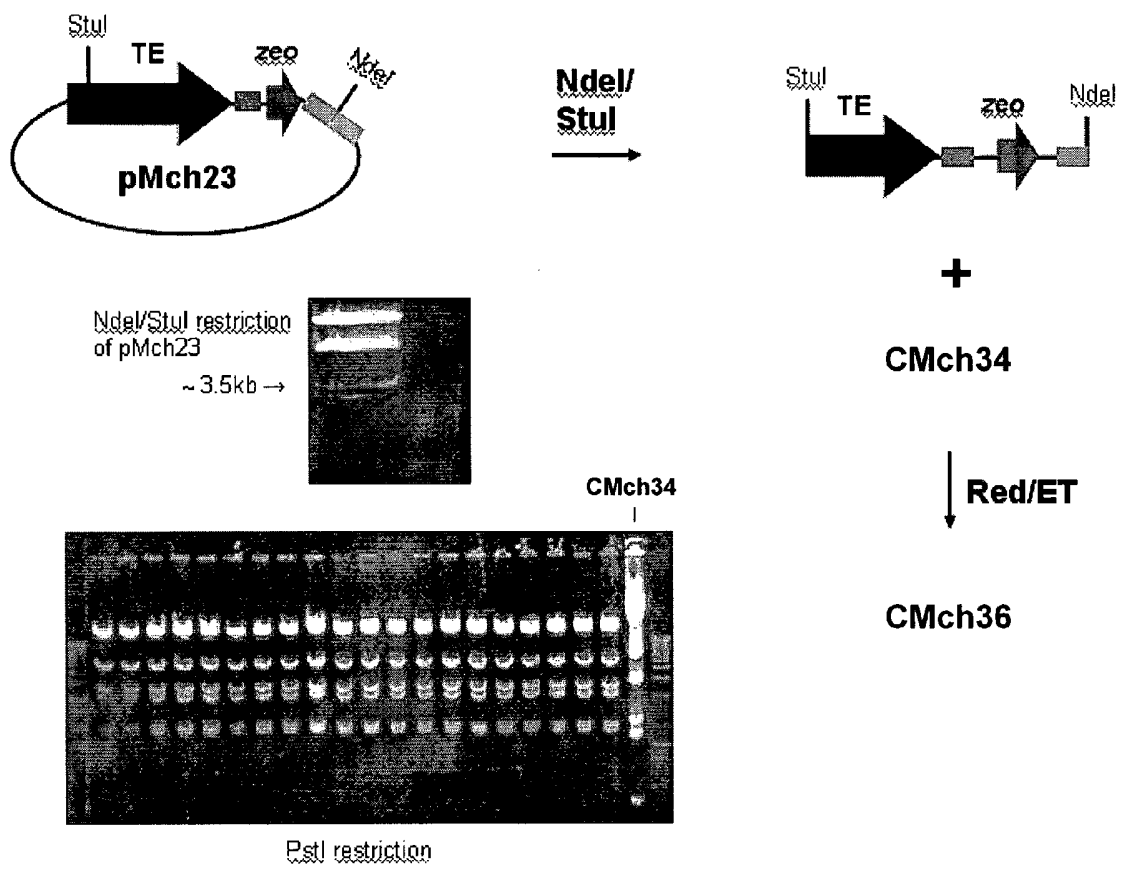 StuI
TE
zeo
NdeI
pMch23
NdeI/
StuI
StuI
TE
zeo
NdeI
+
CMch34
Red/ET
CMch36
NdeI/StuI restriction
of pMch23
~ 3.5kb →
CMch34
PstI restriction